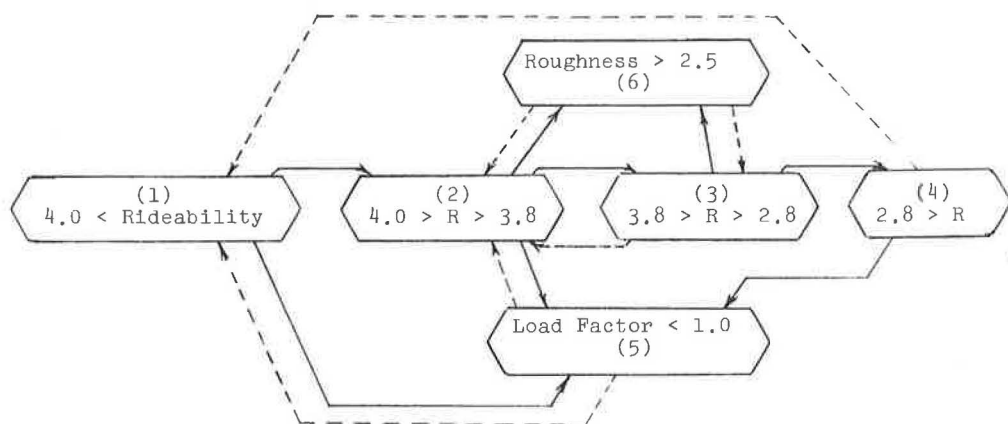 Roughness > 2.5
(6)
(1)
4.0 < Rideability
(2)
4.0 > R > 3.8
(3)
3.8 > R > 2.8
(4)
2.8 > R
Load Factor < 1.0
(5)